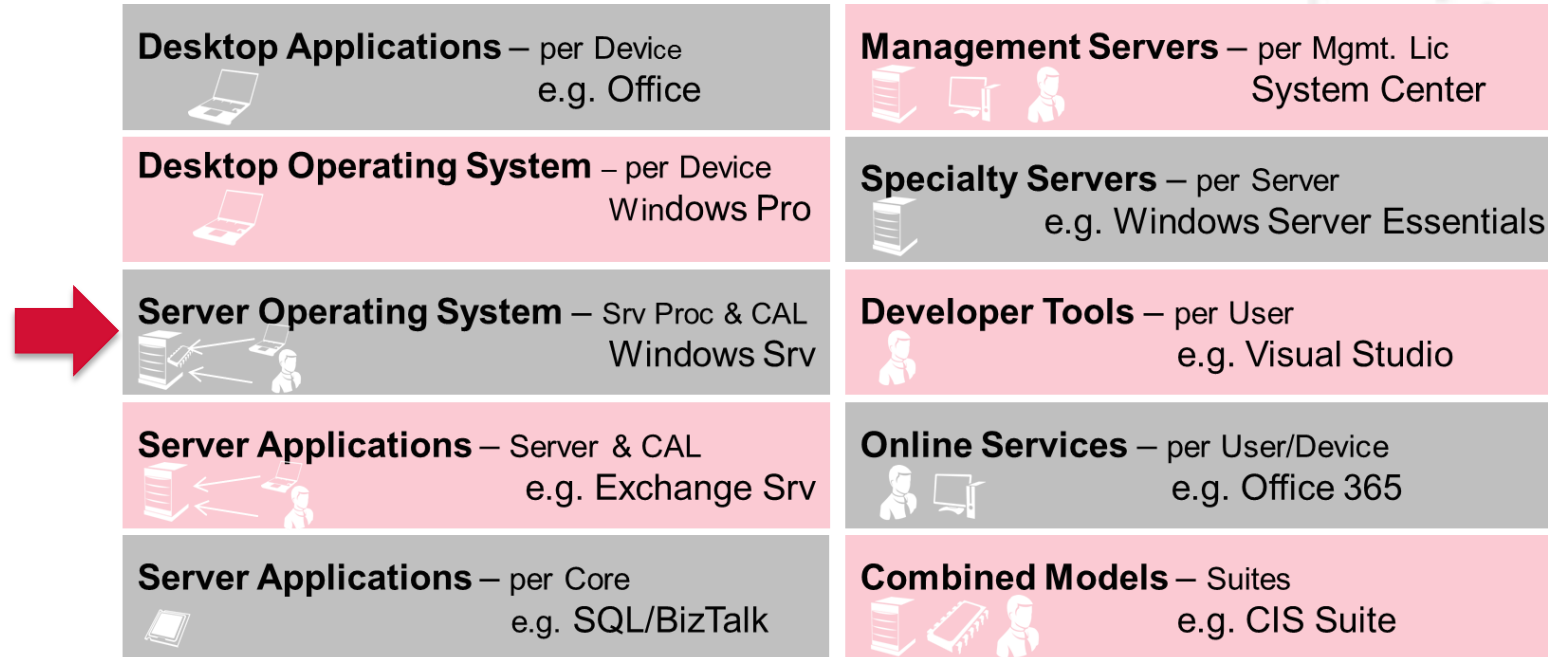 Desktop Applications – per Device
e.g. Office
Desktop Operating System – per Device
Windows Pro
Server Operating System – Srv Proc & CAL
Windows Srv
Server Applications – Server & CAL
e.g. Exchange Srv
Server Applications – per Core
e.g. SQL/BizTalk
Management Servers – per Mgmt. Lic
System Center
Specialty Servers – per Server
e.g. Windows Server Essentials
Developer Tools – per User
e.g. Visual Studio
Online Services – per User/Device
e.g. Office 365
Combined Models – Suites
e.g. CIS Suite